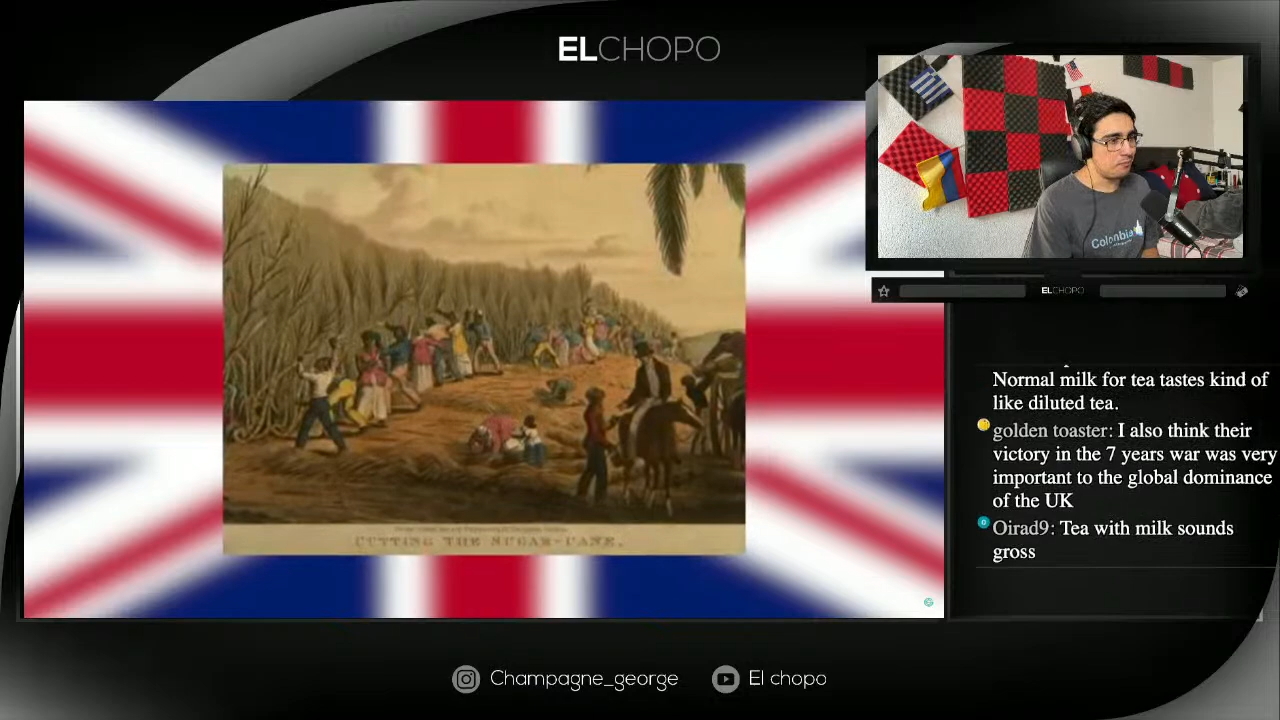 ELCHOPO
Colombia
ELCHOPO
Normal milk for tea tastes kind of
like diluted tea.
golden toaster: I also think their
victory in the 7 years war was very
important to the global dominance
of the UK
Oirad9: Tea with milk sounds
gross
CUTTING THE SUGAR-CANE.
Champagne_george
El chopo